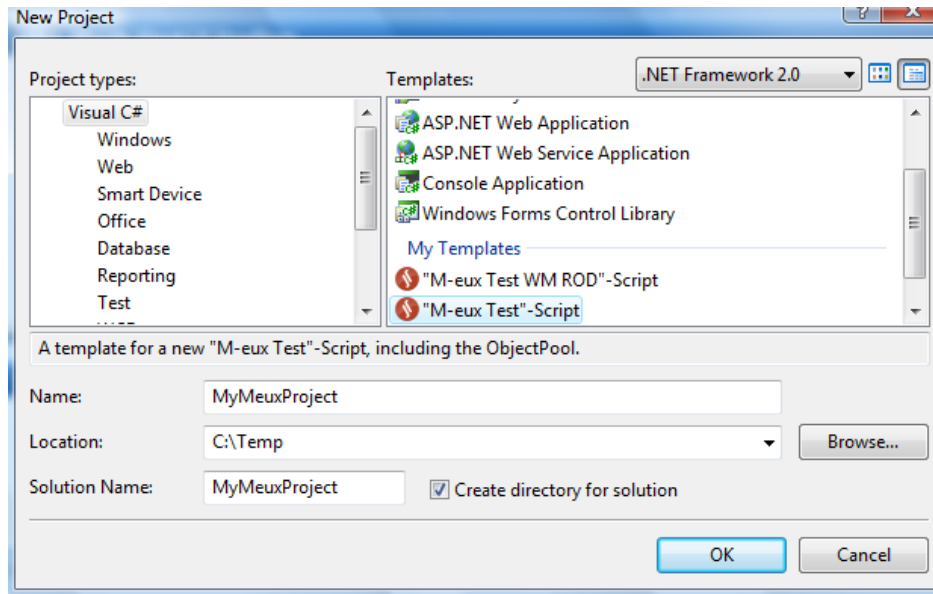 New Project
Project types:
Templates:
.NET Framework 2.0
Visual C#
Windows
Web
Smart Device
Office
Database
Reporting
Test
ASP.NET Web Application
ASP.NET Web Service Application
Console Application
Windows Forms Control Library
My Templates
"M-eux Test WM ROD"-Script
"M-eux Test"-Script
A template for a new "M-eux Test"-Script, including the ObjectPool.
Name:
MyMeuxProject
Location:
C:\Temp
Browse...
Solution Name:
MyMeuxProject
Create directory for solution
OK
Cancel